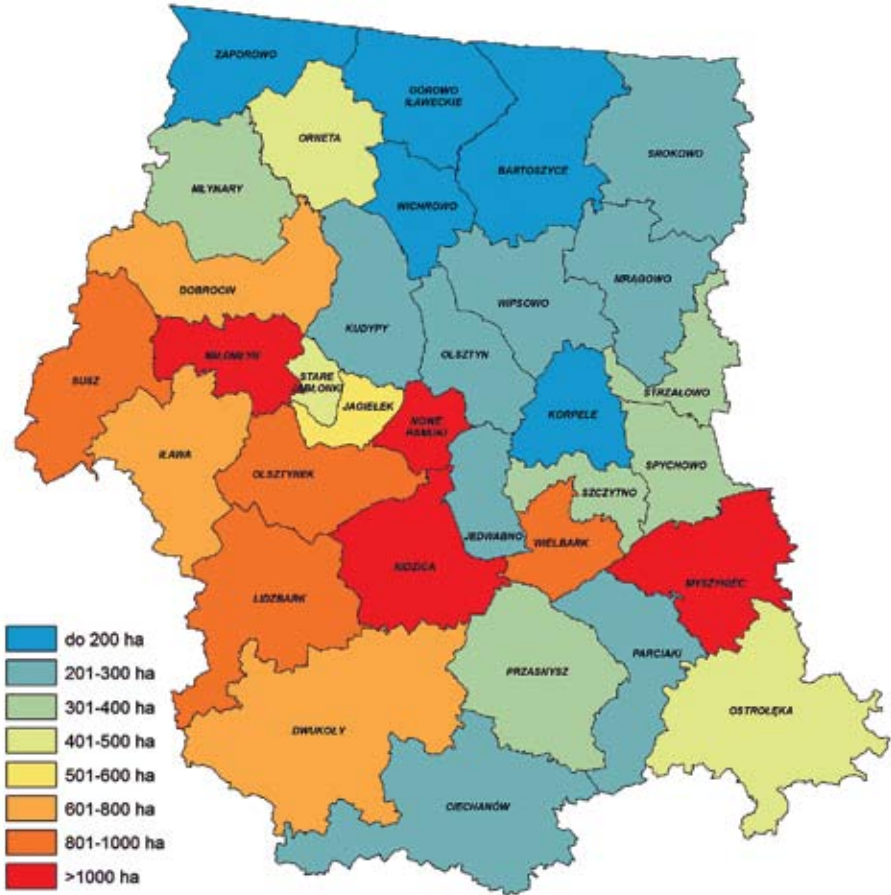 ZAPOROWO
GÓROWO
IŁAWECKIE
ORNETA
BARTOSZYCE
SROKOWO
MŁYNARY
WICHROWO
DOBROCIN
MRĄGOWO
WIPSOWO
KUDYPY
OLSZTYN
MIŁOMŁYN
SUSZ
STARE
JABŁONKI
JAGIEŁEK
STRZAŁOWO
NOWE
RAMUKI
KORPELE
IŁAWA
OLSZTYNEK
SPYCHOWO
SZCZYTNO
JEDWABNO
WIELBARK
NIDZICA
MYSZYNIEC
LIDZBARK
PARCIAKI
PRZASNYSZ
OSTROŁĘKA
DWUKOŁY
CIECHANÓW
do 200 ha
201-300 ha
301-400 ha
401-500 ha
501-600 ha
601-800 ha
801-1000 ha
>1000 ha